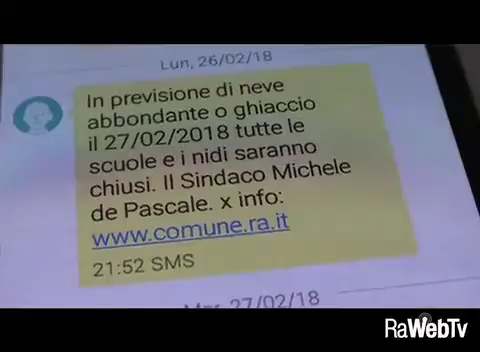 Lun, 26/02/18
In previsione di neve
abbondante o ghiaccio
il 27/02/2018 tutte le
scuole e i nidi saranno
chiusi. Il Sindaco Michele
de Pascale. x info:
www.comune.ra.it
21:52 SMS
Mar, 27/02/18
RaWebTv